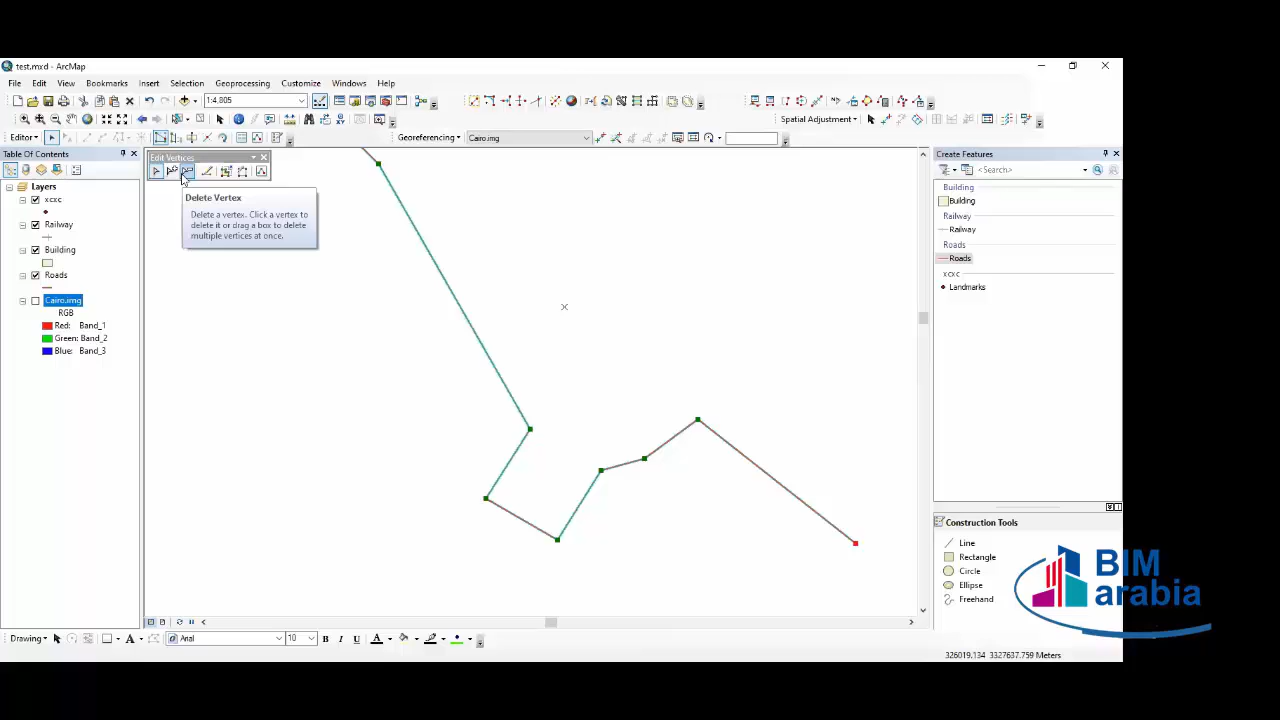 test.mxd - ArcMap
File Edit View Bookmarks Insert Selection Geoprocessing Customize Windows Help
1:4,805
Spatial Adjustment
Editor Georeferencing Cairo.img
Table Of Contents
Layers
xcxc
Railway
Building
Roads
Cairo.img
RGB
Red: Band_1
Green: Band_2
Blue: Band_3
Edit Vertices
Delete Vertex
Delete a vertex. Click a vertex to
delete it or drag a box to delete
multiple vertices at once.
Create Features
<Search>
Building
Building
Railway
Railway
Roads
Roads
xcxc
Landmarks
Construction Tools
Line
Rectangle
Circle
Ellipse
Freehand
BIM
arabia
Drawing A Arial 10 B I U A
326019.134 3327637.759 Meters